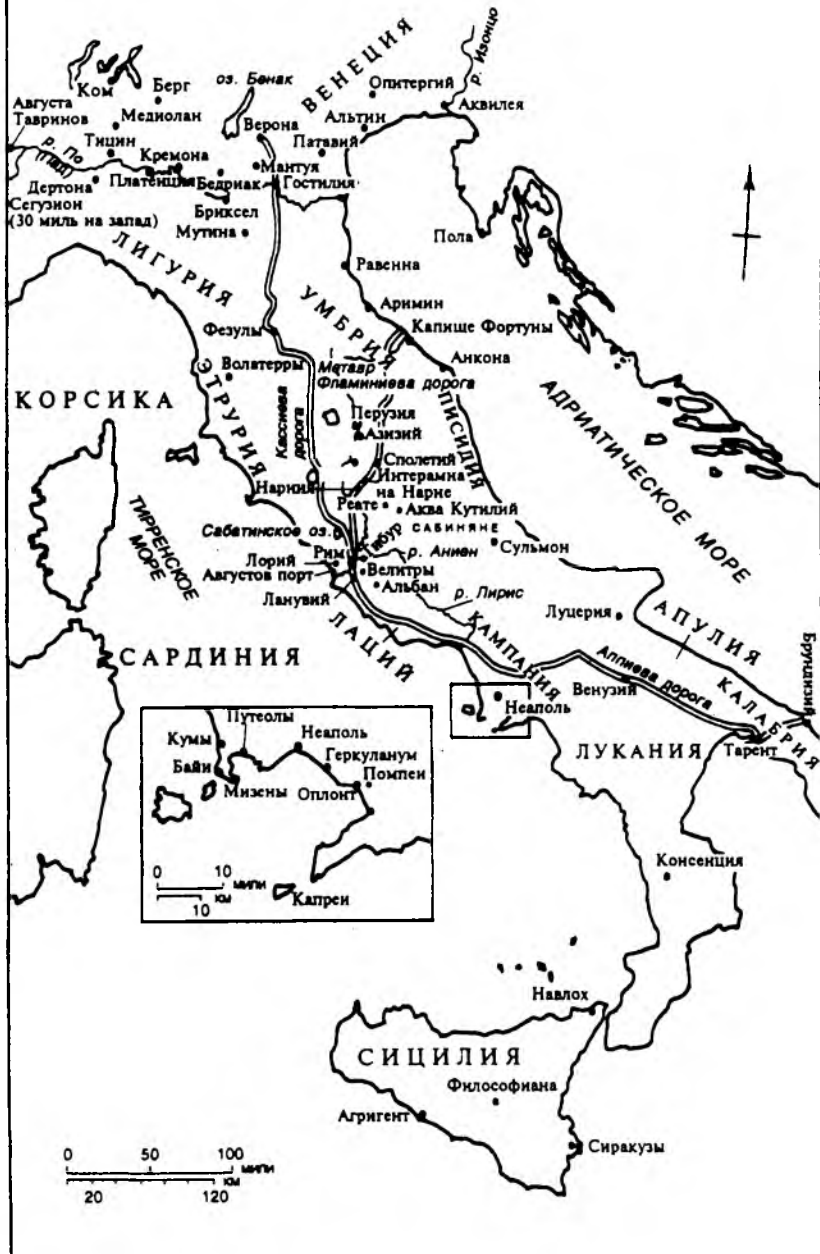 ВЕНЕЦИЯ
р. Изонцо
оз. Бенак
Опитергий
Ком
Берг
Аквилея
Августа
Тавринов
Медиолан
Верона
Альтин
Тицин
Патавий
р. По
(Пад)
Кремона
Мантуя
Дертона
Плаценция
Бедриак
Гостилия
Сегузион
(30 миль на запад)
Бриксел
Мутина
Пола
ЛИГУРИЯ
Равенна
УМБРИЯ
Аримин
Капище Фортуны
Фезулы
Анкона
Волатерры
Метавр
Фламиниева дорога
ЭТРУРИЯ
КОРСИКА
Кассиева
дорога
Перузия
Азизий
ПИСИДИЯ
АДРИАТИЧЕСКОЕ МОРЕ
Сполетий
Интерамна
на Нарне
Нарния
Реате
Аква Кутилий
ТИРРЕНСКОЕ
МОРЕ
Сабатинское оз.
Тибур
САБИНЯНЕ
Сульмон
Рим
р. Аниен
Лорий
Августов порт
Велитры
Альбан
Ланувий
р. Лирис
Луцерия
АПУЛИЯ
ЛАЦИЙ
КАМПАНИЯ
САРДИНИЯ
Аппиева дорога
КАЛАБРИЯ
Брундизий
Венузий
Неаполь
ЛУКАНИЯ
Тарент
Путеолы
Неаполь
Кумы
Геркуланум
Байи
Помпеи
Мизены
Оплонт
0 10
мили
10 км
Капреи
Консенция
Навлох
СИЦИЛИЯ
Философиана
Агригент
Сиракузы
0 50 100
мили
20 120
км